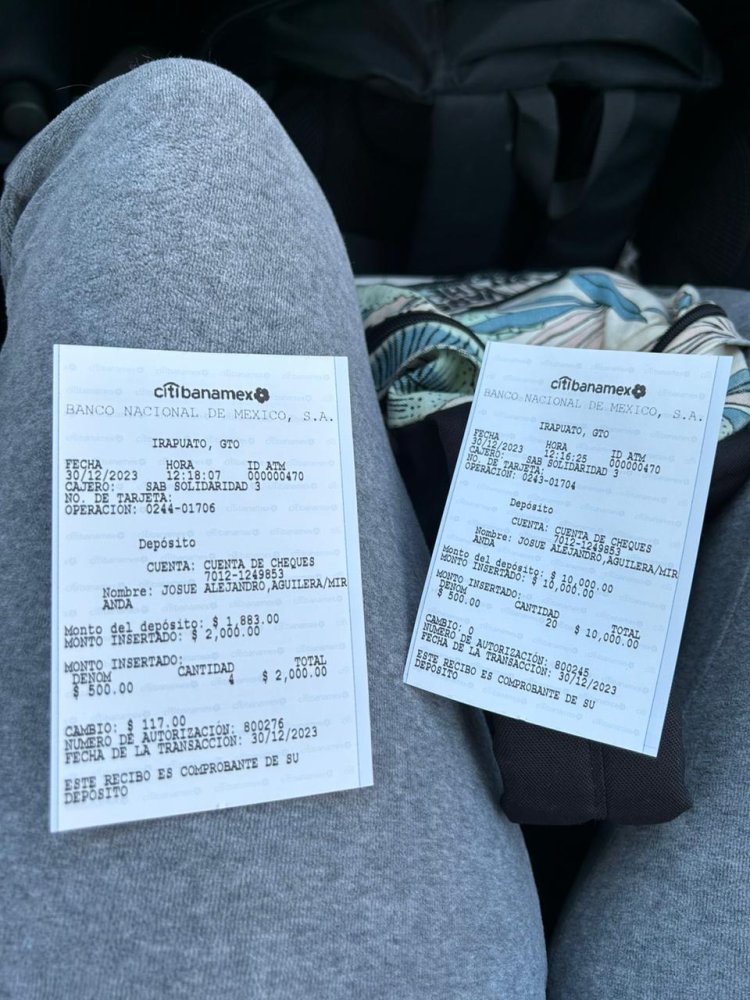 citibanamex
BANCO NACIONAL DE MEXICO, S.A.
IRAPUATO, GTO
FECHA HORA ID ATM
30/12/2023 12:18:07 000000470
CAJERO: SAB SOLIDARIDAD 3
NO. DE TARJETA:
OPERACIÓN: 0244-01706
Depósito
CUENTA: CUENTA DE CHEQUES
7012-1249853
Nombre: JOSUE ALEJANDRO,AGUILERA/MIR
ANDA
Monto del depósito: $ 1,883.00
MONTO INSERTADO: $ 2,000.00
MONTO INSERTADO:
DENOM CANTIDAD TOTAL
$ 500.00 4 $ 2,000.00
CAMBIO: $ 117.00
NUMERO DE AUTORIZACIÓN: 800276
FECHA DE LA TRANSACCIÓN: 30/12/2023
ESTE RECIBO ES COMPROBANTE DE SU
DEPOSITO
citibanamex
BANCO NACIONAL DE MEXICO, S.A.
IRAPUATO, GTO
FECHA HORA ID ATM
30/12/2023 12:16:25 000000470
CAJERO: SAB SOLIDARIDAD 3
NO. DE TARJETA:
OPERACIÓN: 0243-01704
Depósito
CUENTA: CUENTA DE CHEQUES
7012-1249853
Nombre: JOSUE ALEJANDRO,AGUILERA/MIR
ANDA
Monto del depósito: $ 10,000.00
MONTO INSERTADO: $ 10,000.00
MONTO INSERTADO:
DENOM CANTIDAD TOTAL
$ 500.00 20 $ 10,000.00
CAMBIO: 0
NUMERO DE AUTORIZACIÓN: 800245
FECHA DE LA TRANSACCIÓN: 30/12/2023
ESTE RECIBO ES COMPROBANTE DE SU
DEPOSITO